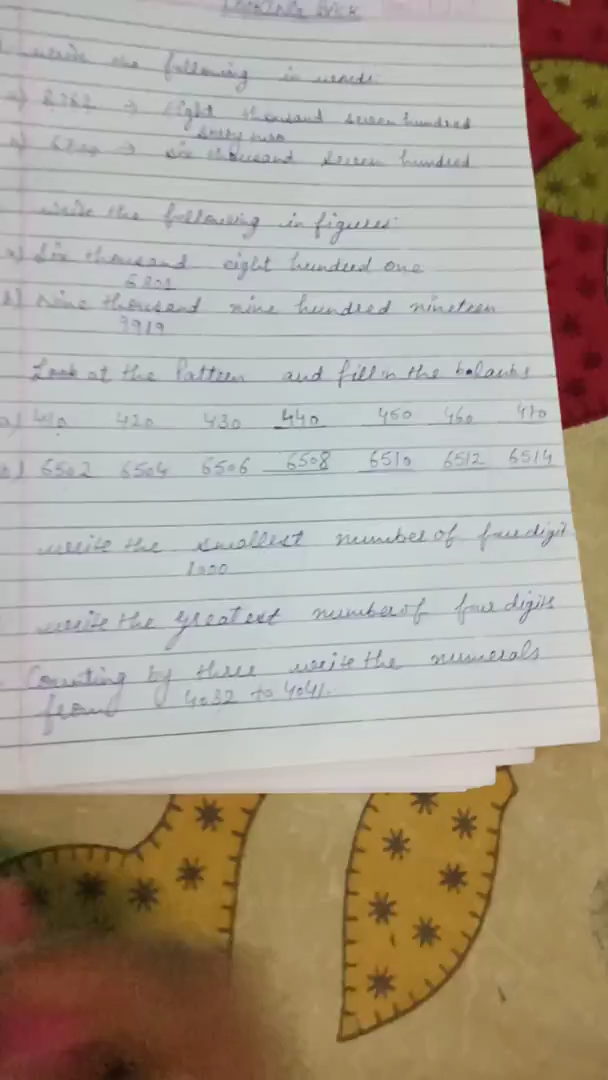 write the following in words
8762 → Eight thousand seven hundred
sixty two
6700 → six thousand seven hundred
write the following in figures
a) Six thousand eight hundred one
6801
b) Nine thousand nine hundred nineteen
9919
Look at the Pattern and fill in the balanks
a) 410 420 430 440 450 460 470
b) 6502 6504 6506 6508 6510 6512 6514
write the smallest number of four digit
1000
write the greatest number of four digits
Counting by three write the numerals
from 4032 to 4041.